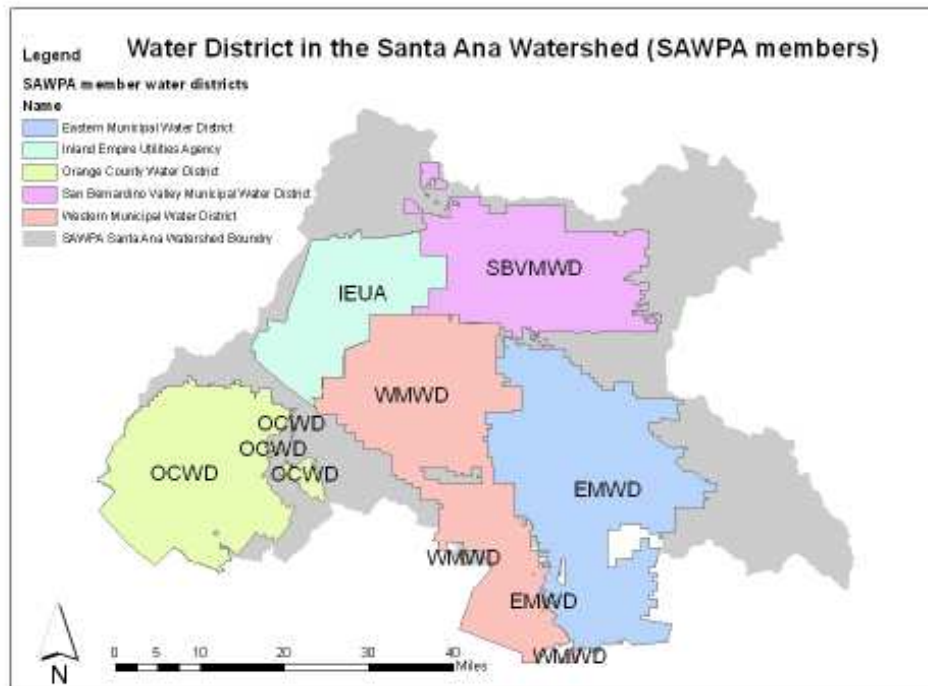 Water District in the Santa Ana Watershed (SAWPA members)
Legend
SAWPA member water districts
Name
Eastern Municipal Water District
Inland Empire Utilities Agency
Orange County Water District
San Bernardino Valley Municipal Water District
Western Municipal Water District
SAWPA Santa Ana Watershed Boundry
SBVMWD
IEUA
WMWD
OCWD
OCWD
OCWD
OCWD
EMWD
WMWD
EMWD
WMWD
N
0 10 20 30 40
Miles